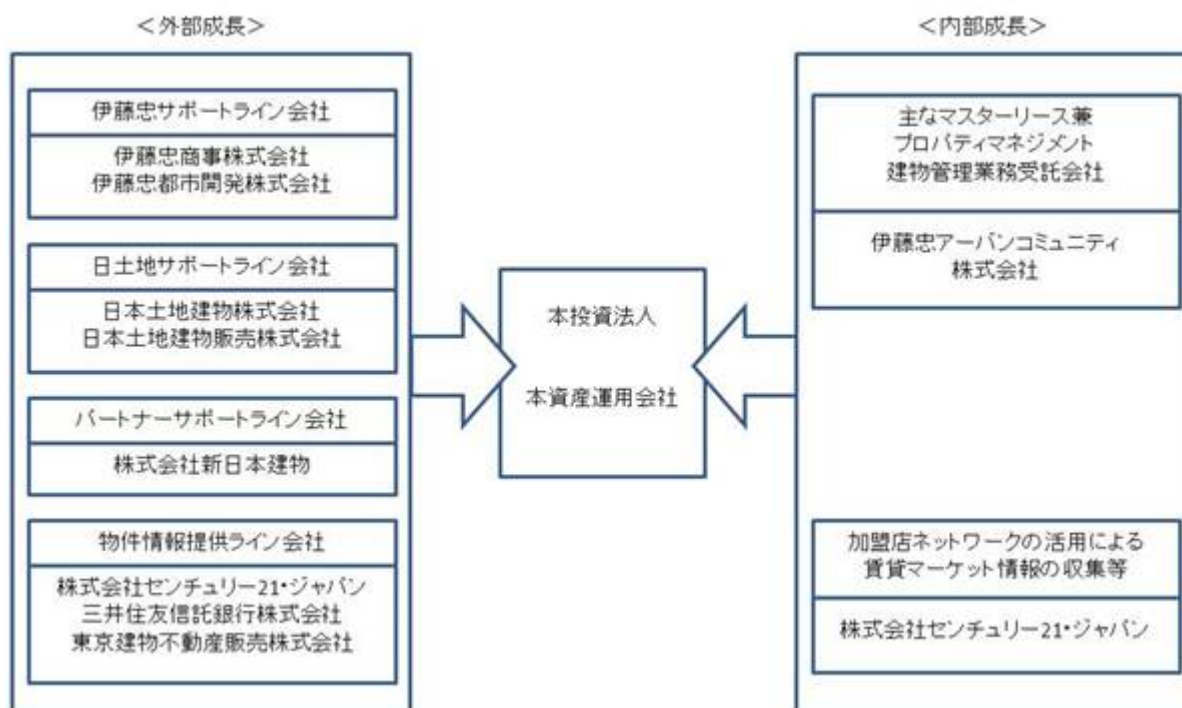 ＜外部成長＞
伊藤忠サポートライン会社
伊藤忠商事株式会社
伊藤忠都市開発株式会社
日土地サポートライン会社
日本土地建物株式会社
日本土地建物販売株式会社
パートナーサポートライン会社
株式会社新日本建物
物件情報提供ライン会社
株式会社センチュリー21・ジャパン
三井住友信託銀行株式会社
東京建物不動産販売株式会社
本投資法人
本資産運用会社
＜内部成長＞
主なマスターリース兼
プロパティマネジメント
建物管理業務受託会社
伊藤忠アーバンコミュニティ
株式会社
加盟店ネットワークの活用による
賃貸マーケット情報の収集等
株式会社センチュリー21・ジャパン